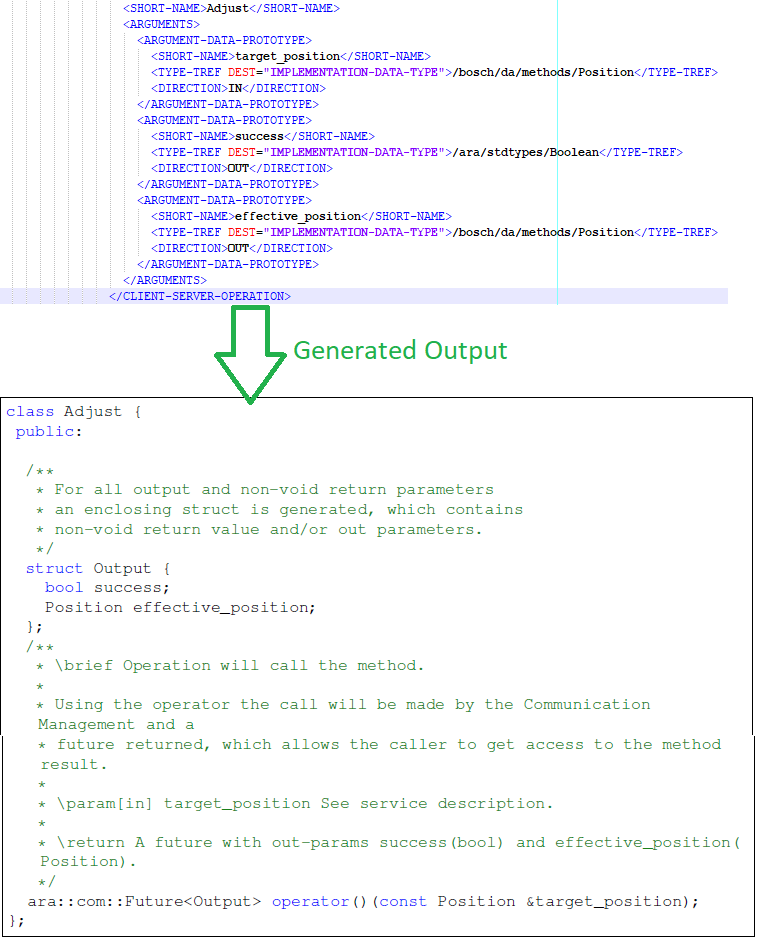 <SHORT-NAME>Adjust</SHORT-NAME>
<ARGUMENTS>
<ARGUMENT-DATA-PROTOTYPE>
<SHORT-NAME>target_position</SHORT-NAME>
<TYPE-TREF DEST="IMPLEMENTATION-DATA-TYPE">/bosch/da/methods/Position</TYPE-TREF>
<DIRECTION>IN</DIRECTION>
</ARGUMENT-DATA-PROTOTYPE>
<ARGUMENT-DATA-PROTOTYPE>
<SHORT-NAME>success</SHORT-NAME>
<TYPE-TREF DEST="IMPLEMENTATION-DATA-TYPE">/ara/stdtypes/Boolean</TYPE-TREF>
<DIRECTION>OUT</DIRECTION>
</ARGUMENT-DATA-PROTOTYPE>
<ARGUMENT-DATA-PROTOTYPE>
<SHORT-NAME>effective_position</SHORT-NAME>
<TYPE-TREF DEST="IMPLEMENTATION-DATA-TYPE">/bosch/da/methods/Position</TYPE-TREF>
<DIRECTION>OUT</DIRECTION>
</ARGUMENT-DATA-PROTOTYPE>
</ARGUMENTS>
</CLIENT-SERVER-OPERATION>
Generated Output
class Adjust {
public:
/**
* For all output and non-void return parameters
* an enclosing struct is generated, which contains
* non-void return value and/or out parameters.
*/
struct Output {
bool success;
Position effective_position;
};
/**
* \brief Operation will call the method.
*
* Using the operator the call will be made by the Communication
Management and a
* future returned, which allows the caller to get access to the method
result.
*
* \param[in] target_position See service description.
*
* \return A future with out-params success(bool) and effective_position(
Position).
*/
ara::com::Future<Output> operator()(const Position &target_position);
};